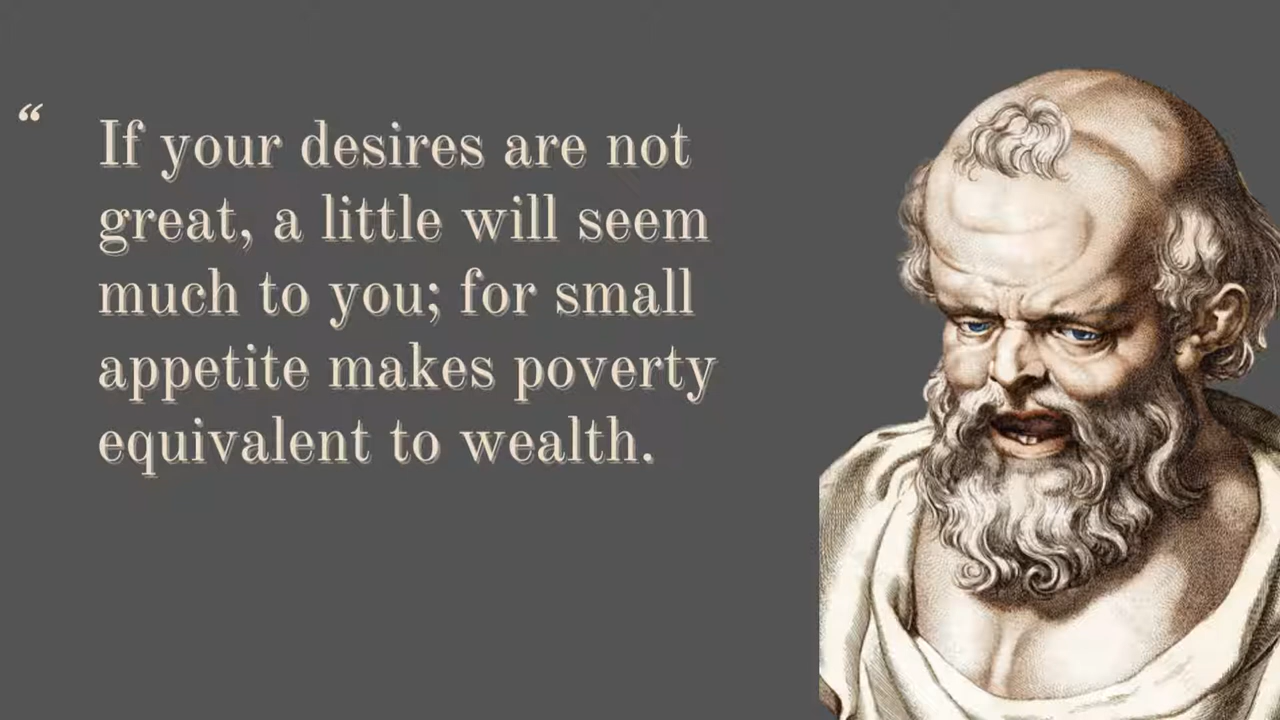 “ If your desires are not
great, a little will seem
much to you; for small
appetite makes poverty
equivalent to wealth.